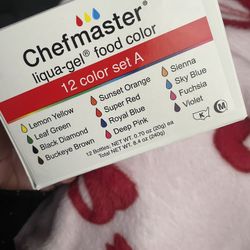 Chefmaster®
liqua-gel® food color
12 color set A
Lemon Yellow
Leaf Green
Black Diamond
Buckeye Brown
Sunset Orange
Super Red
Royal Blue
Deep Pink
Sienna
Sky Blue
Fuchsia
Violet
12 Bottles, NET WT. 0.70 oz (20g) ea
Total NET WT. 8.4 oz (240g)
K
M